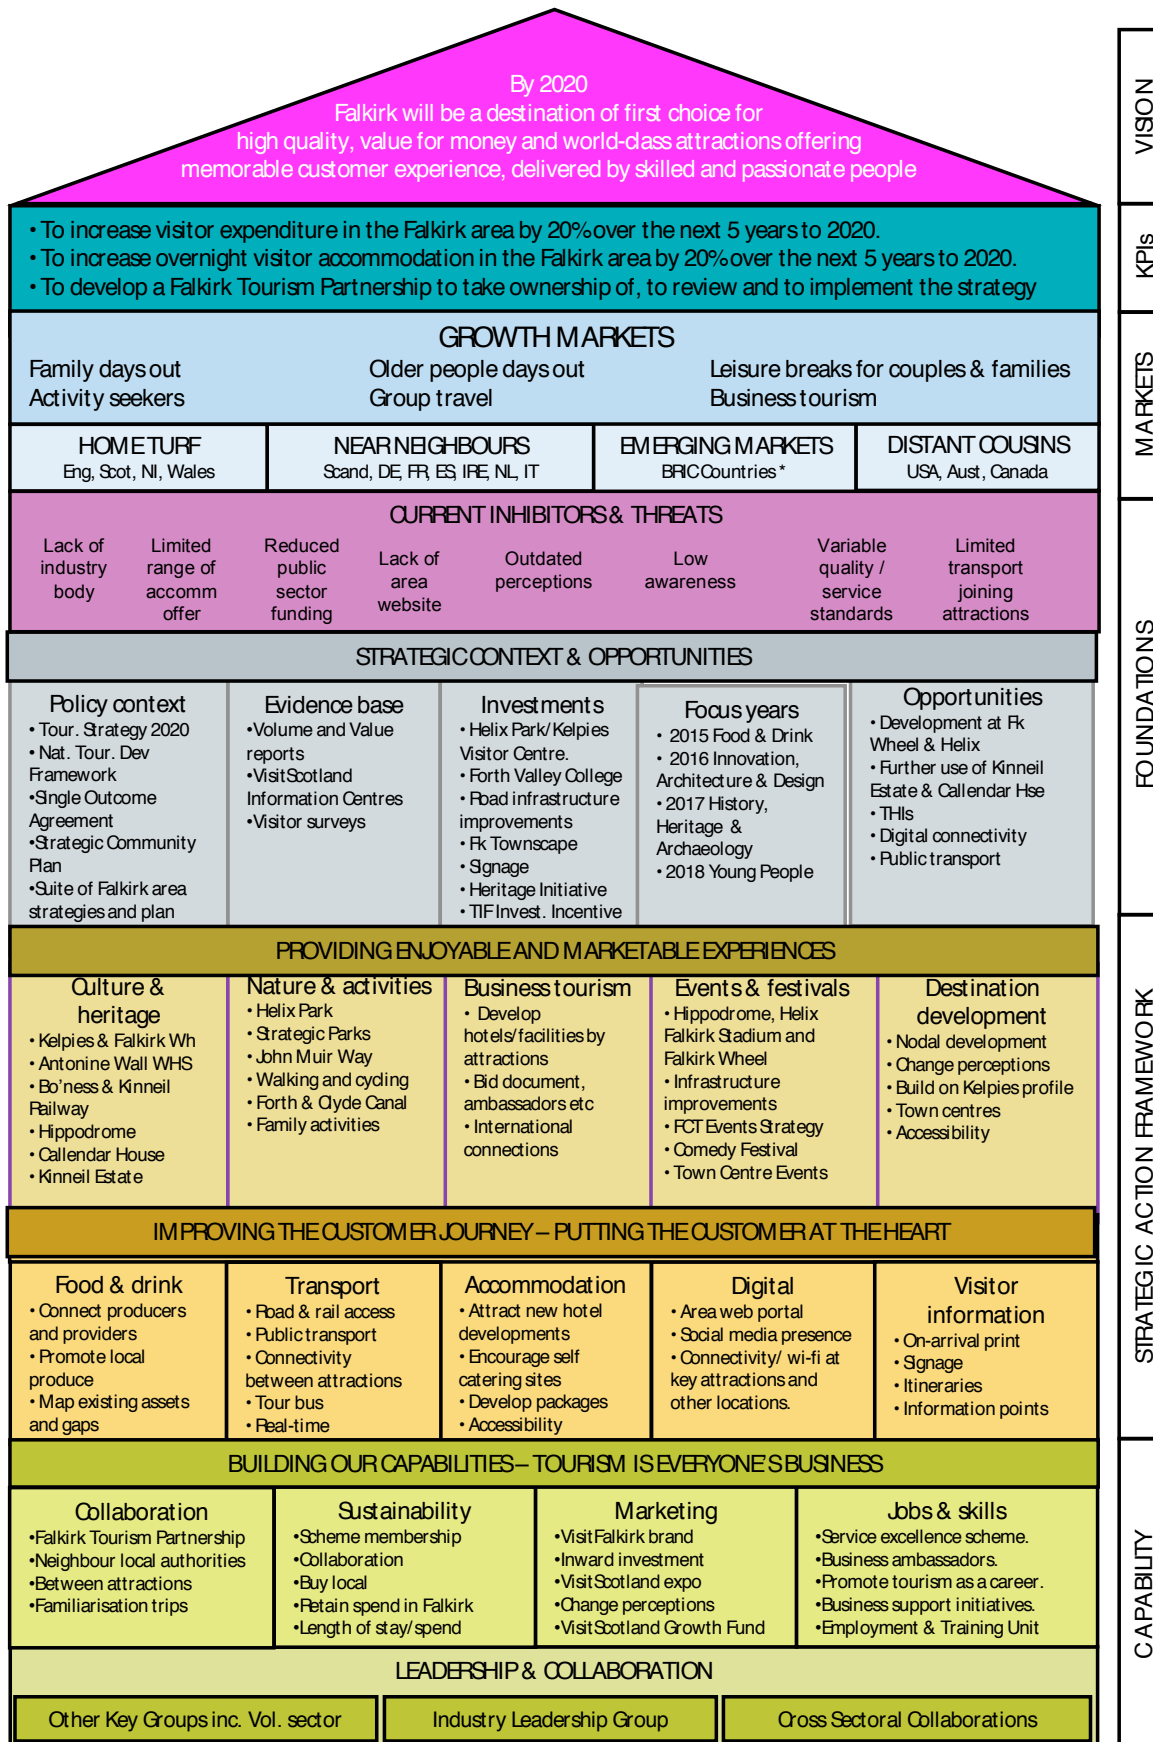 By 2020
Falkirk will be a destination of first choice for
high quality, value for money and world-class attractions offering
memorable customer experience, delivered by skilled and passionate people
VISION
• To increase visitor expenditure in the Falkirk area by 20% over the next 5 years to 2020.
• To increase overnight visitor accommodation in the Falkirk area by 20% over the next 5 years to 2020.
• To develop a Falkirk Tourism Partnership to take ownership of, to review and to implement the strategy
KPIs
GROWTH MARKETS
Family days out
Older people days out
Leisure breaks for couples & families
Activity seekers
Group travel
Business tourism
HOME TURF
Eng, Scot, NI, Wales
NEAR NEIGHBOURS
Scand, DE, FR, ES, IRE, NL, IT
EMERGING MARKETS
BRIC Countries *
DISTANT COUSINS
USA, Aust, Canada
MARKETS
CURRENT INHIBITORS & THREATS
Lack of
industry
body
Limited
range of
accomm
offer
Reduced
public
sector
funding
Lack of
area
website
Outdated
perceptions
Low
awareness
Variable
quality /
service
standards
Limited
transport
joining
attractions
STRATEGIC CONTEXT & OPPORTUNITIES
Policy context
• Tour. Strategy 2020
• Nat. Tour. Dev
Framework
•Single Outcome
Agreement
•Strategic Community
Plan
•Suite of Falkirk area
strategies and plan
Evidence base
•Volume and Value
reports
•VisitScotland
Information Centres
•Visitor surveys
Investments
• Helix Park/Kelpies
Visitor Centre.
• Forth Valley College
• Road infrastructure
improvements
• Fk Townscape
• Signage
• Heritage Initiative
• TIF Invest. Incentive
Focus years
• 2015 Food & Drink
• 2016 Innovation,
Architecture & Design
• 2017 History,
Heritage &
Archaeology
• 2018 Young People
Opportunities
• Development at Fk
Wheel & Helix
• Further use of Kinneil
Estate & Callendar Hse
• THIs
• Digital connectivity
• Public transport
FOUNDATIONS
PROVIDING ENJOYABLE AND MARKETABLE EXPERIENCES
Culture &
heritage
• Kelpies & Falkirk Wh
• Antonine Wall WHS
• Bo'ness & Kinneil
Railway
• Hippodrome
• Callendar House
• Kinneil Estate
Nature & activities
• Helix Park
• Strategic Parks
• John Muir Way
• Walking and cycling
• Forth & Clyde Canal
• Family activities
Business tourism
• Develop
hotels/facilities by
attractions
• Bid document,
ambassadors etc
• International
connections
Events & festivals
• Hippodrome, Helix
Falkirk Stadium and
Falkirk Wheel
• Infrastructure
improvements
• FCT Events Strategy
• Comedy Festival
• Town Centre Events
Destination
development
• Nodal development
• Change perceptions
• Build on Kelpies profile
• Town centres
• Accessibility
IMPROVING THE CUSTOMER JOURNEY – PUTTING THE CUSTOMER AT THE HEART
Food & drink
• Connect producers
and providers
• Promote local
produce
• Map existing assets
and gaps
Transport
• Road & rail access
• Public transport
• Connectivity
between attractions
• Tour bus
• Real-time
Accommodation
• Attract new hotel
developments
• Encourage self
catering sites
• Develop packages
• Accessibility
Digital
• Area web portal
• Social media presence
• Connectivity/ wi-fi at
key attractions and
other locations.
Visitor
information
• On-arrival print
• Signage
• Itineraries
• Information points
STRATEGIC ACTION FRAMEWORK
BUILDING OUR CAPABILITIES – TOURISM IS EVERYONE'S BUSINESS
Collaboration
•Falkirk Tourism Partnership
•Neighbour local authorities
•Between attractions
•Familiarisation trips
Sustainability
•Scheme membership
•Collaboration
•Buy local
•Retain spend in Falkirk
•Length of stay/spend
Marketing
•VisitFalkirk brand
•Inward investment
•VisitScotland expo
•Change perceptions
•VisitScotland Growth Fund
Jobs & skills
•Service excellence scheme.
•Business ambassadors.
•Promote tourism as a career.
•Business support initiatives.
•Employment & Training Unit
CAPABILITY
LEADERSHIP & COLLABORATION
Other Key Groups inc. Vol. sector
Industry Leadership Group
Cross Sectoral Collaborations